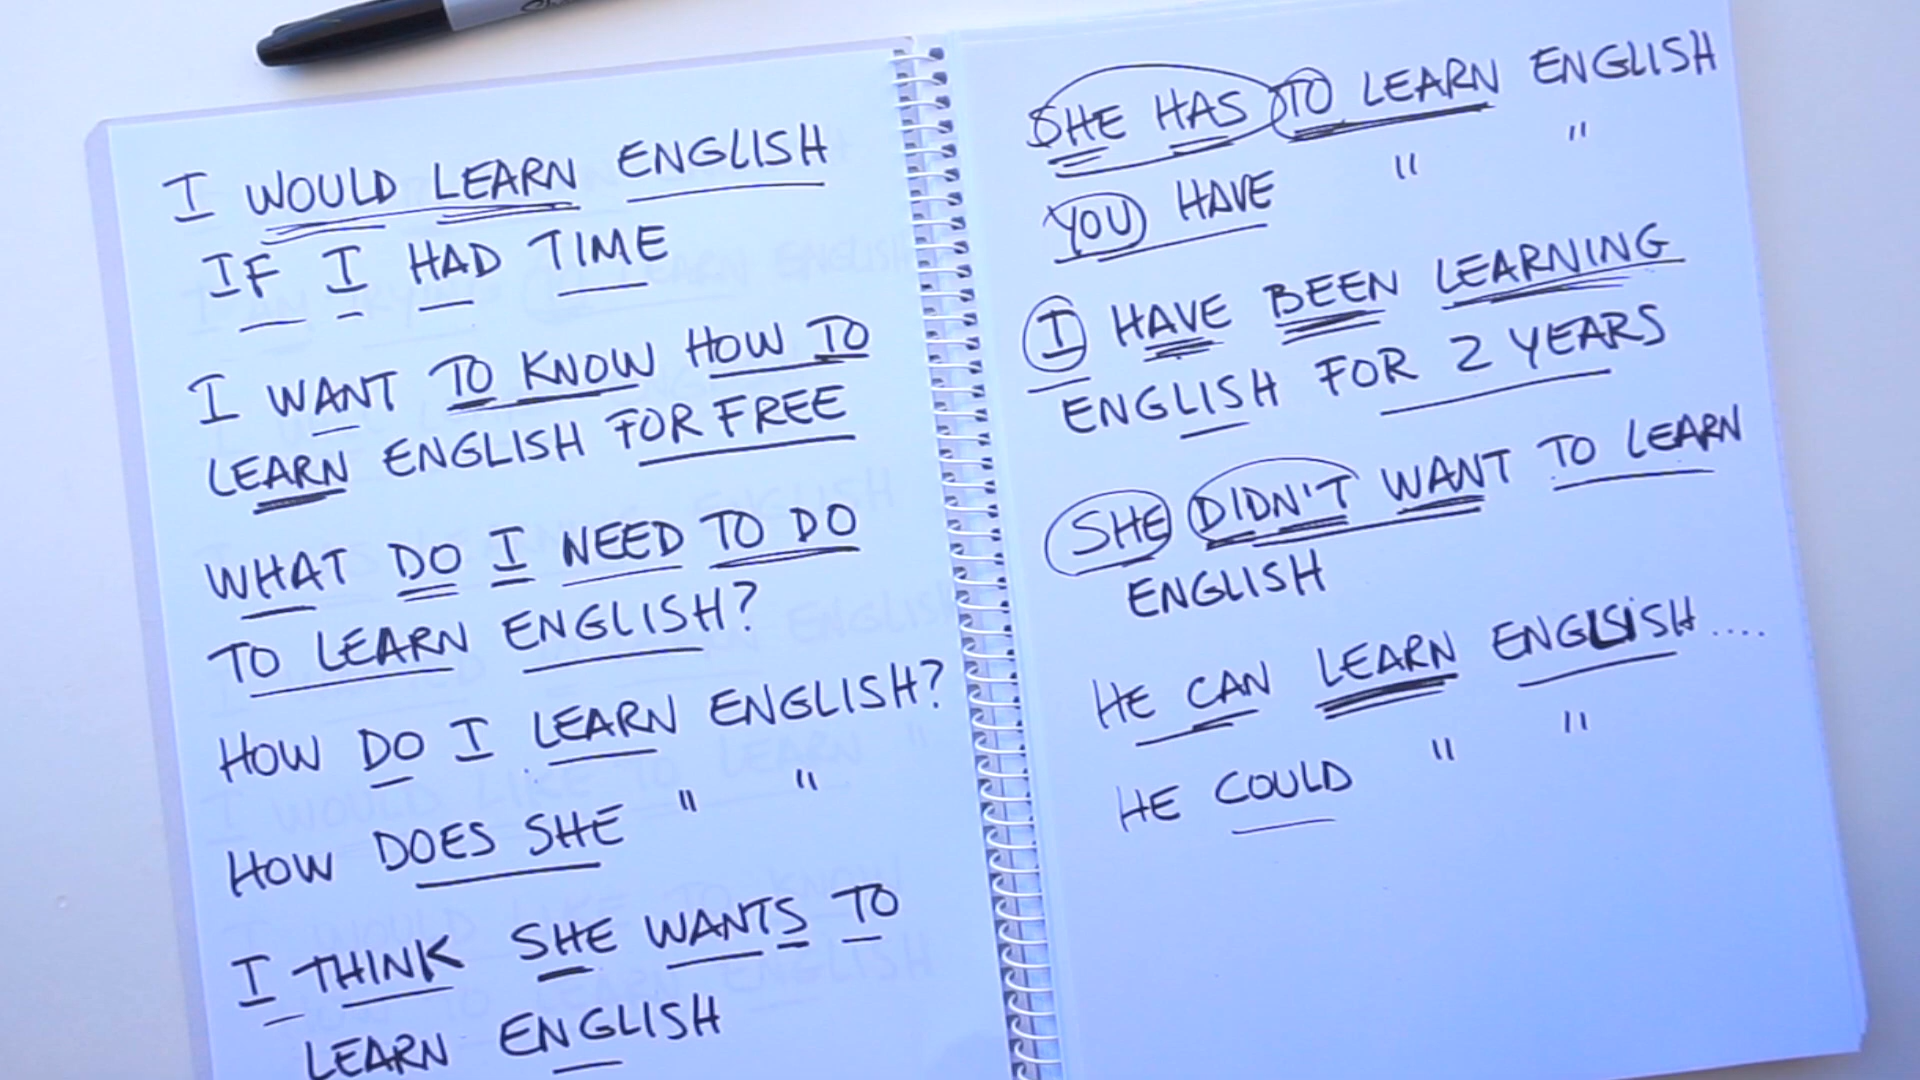 I WOULD LEARN ENGLISH
IF I HAD TIME
I WANT TO KNOW HOW TO
LEARN ENGLISH FOR FREE
WHAT DO I NEED TO DO
TO LEARN ENGLISH?
HOW DO I LEARN ENGLISH?
HOW DOES SHE " "
I THINK SHE WANTS TO
LEARN ENGLISH
SHE HAS TO LEARN ENGLISH
YOU HAVE " "
I HAVE BEEN LEARNING
ENGLISH FOR 2 YEARS
SHE DIDN'T WANT TO LEARN
ENGLISH
HE CAN LEARN ENGLSISH....
HE COULD " "